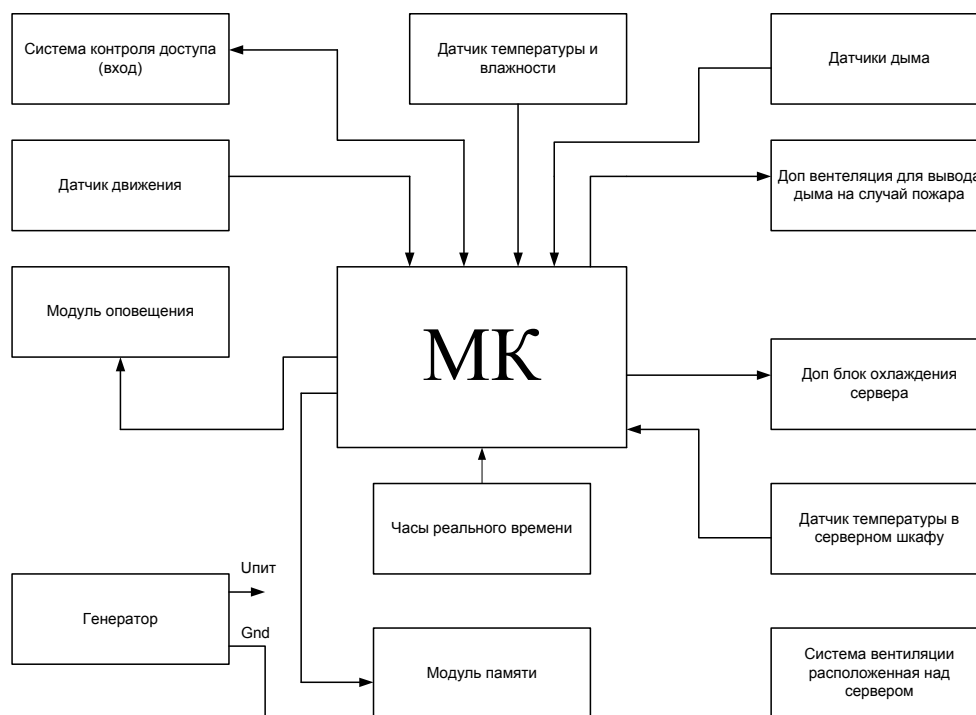 Система контроля доступа
(вход)
Датчик температуры и
влажности
Датчики дыма
Датчик движения
Доп вентеляция для вывода
дыма на случай пожара
Модуль оповещения
МК
Доп блок охлаждения
сервера
Часы реального времени
Датчик температуры в
серверном шкафу
Генератор
Uпит
Gnd
Модуль памяти
Система вентиляции
расположенная над
сервером